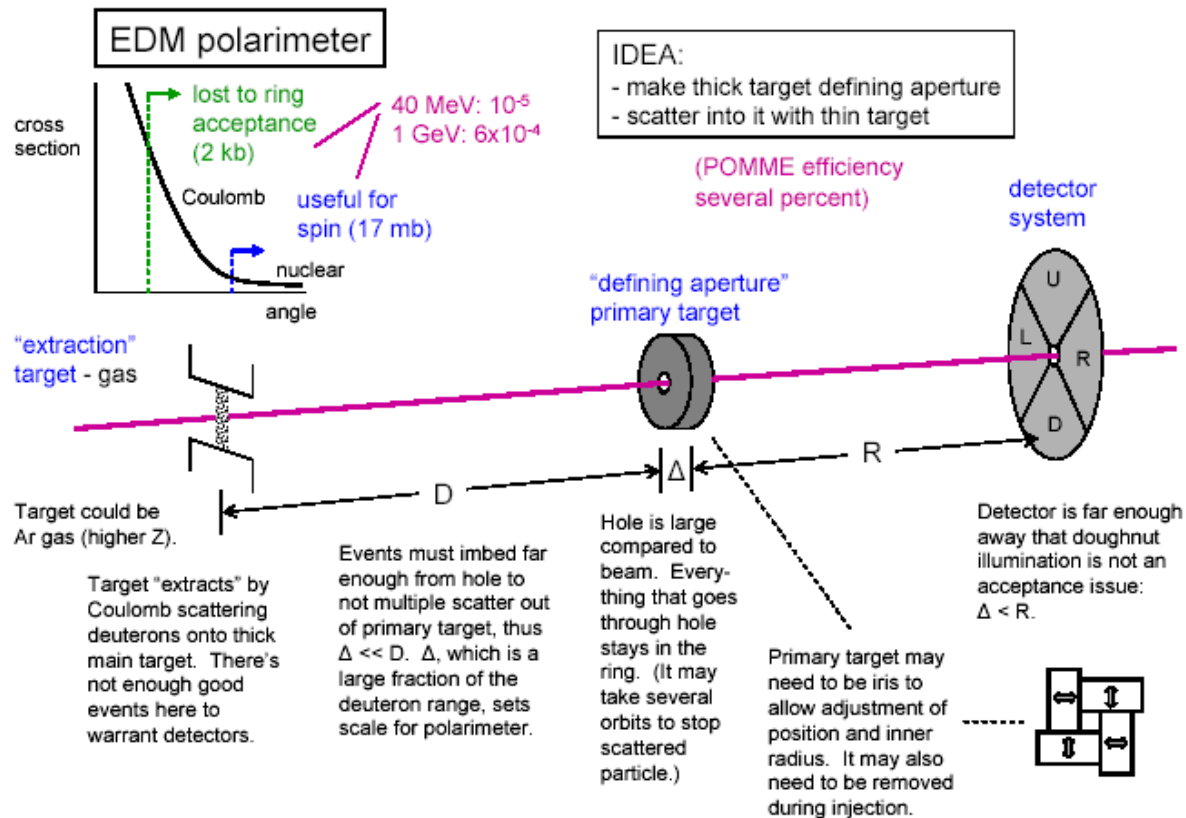 EDM polarimeter
IDEA:
- make thick target defining aperture
- scatter into it with thin target
cross
section
lost to ring
acceptance
(2 kb)
40 MeV: 10⁻⁵
1 GeV: 6x10⁻⁴
Coulomb
useful for
spin (17 mb)
nuclear
angle
(POMME efficiency
several percent)
detector
system
"defining aperture"
primary target
U
L
R
D
"extraction"
target - gas
D
Δ
R
Target could be
Ar gas (higher Z).
Target "extracts" by
Coulomb scattering
deuterons onto thick
main target. There's
not enough good
events here to
warrant detectors.
Events must imbed far
enough from hole to
not multiple scatter out
of primary target, thus
Δ << D. Δ, which is a
large fraction of the
deuteron range, sets
scale for polarimeter.
Hole is large
compared to
beam. Every-
thing that goes
through hole
stays in the
ring. (It may
take several
orbits to stop
scattered
particle.)
Primary target may
need to be iris to
allow adjustment of
position and inner
radius. It may also
need to be removed
during injection.
Detector is far enough
away that doughnut
illumination is not an
acceptance issue:
Δ < R.